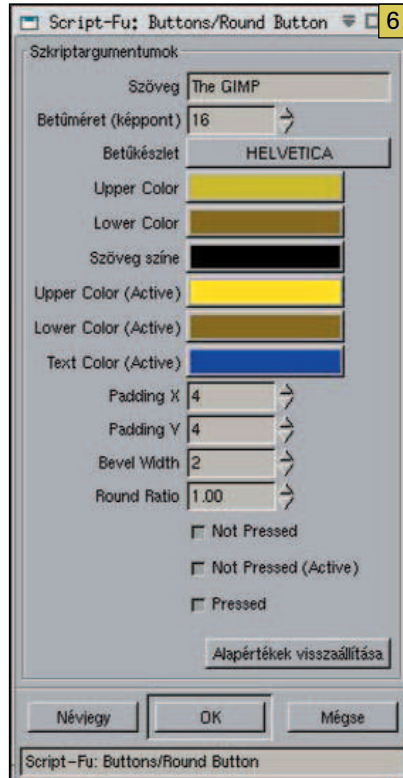 Script-Fu: Buttons/Round Button
6
Szkriptargumentumok
Szöveg The GIMP
Betűméret (képpont) 16
Betűkészlet HELVETICA
Upper Color
Lower Color
Szöveg színe
Upper Color (Active)
Lower Color (Active)
Text Color (Active)
Padding X 4
Padding Y 4
Bevel Width 2
Round Ratio 1.00
Not Pressed
Not Pressed (Active)
Pressed
Alapértékek visszaállítása
Névjegy OK Mégse
Script-Fu: Buttons/Round Button